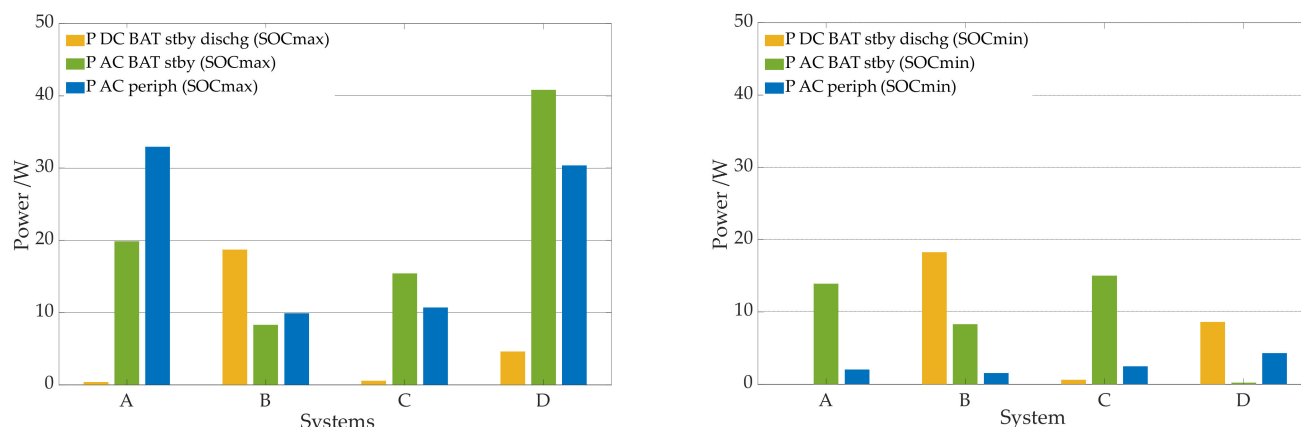 50
40
30
20
10
0
Power /W
P DC BAT stby dischg (SOCmax)
P AC BAT stby (SOCmax)
P AC periph (SOCmax)
A B C D
Systems
50
40
30
20
10
0
Power /W
P DC BAT stby dischg (SOCmin)
P AC BAT stby (SOCmin)
P AC periph (SOCmin)
A B C D
System